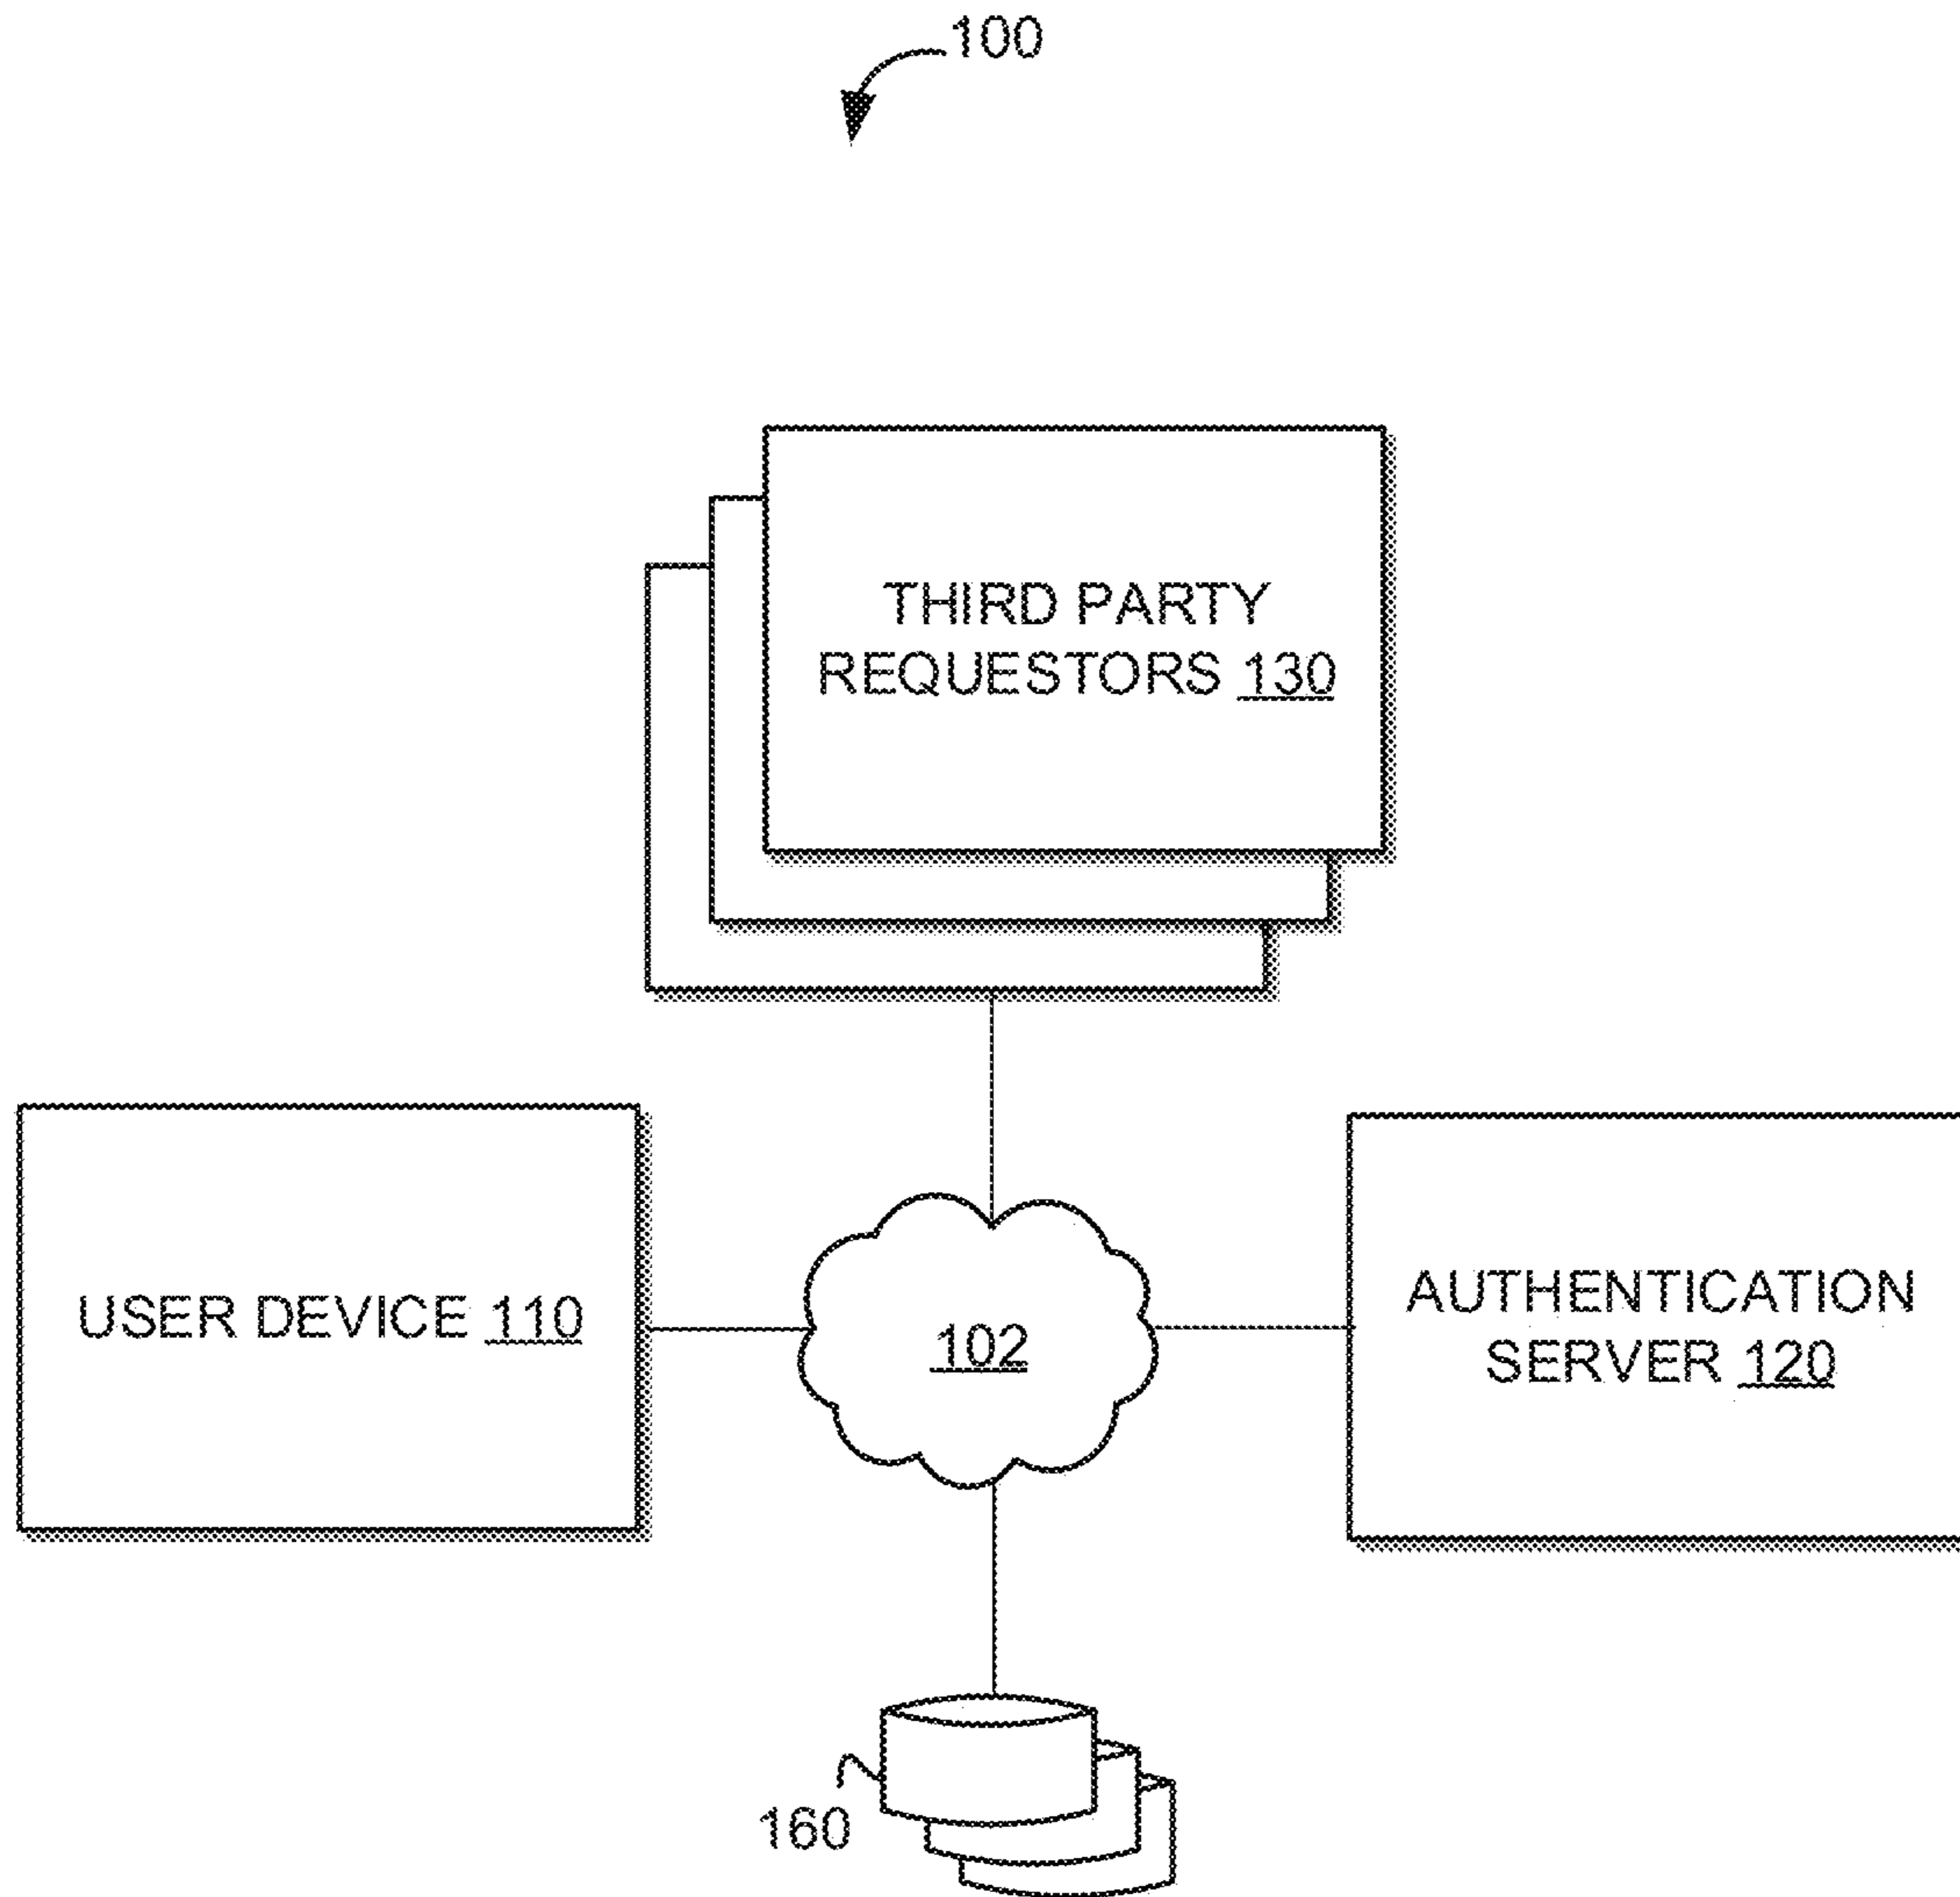 100
THIRD PARTY
REQUESTORS 130
USER DEVICE 110
102
AUTHENTICATION
SERVER 120
160